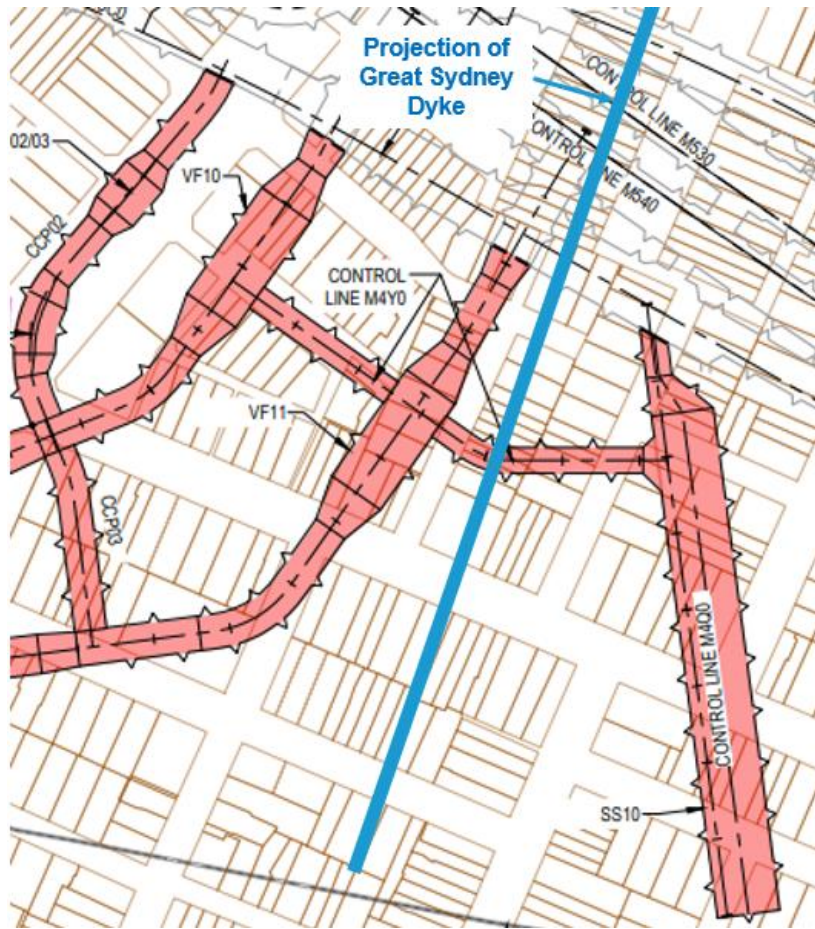 Projection of
Great Sydney
Dyke
CONTROL LINE M530
CONTROL LINE M540
02/03
VF10
CCP02
CONTROL
LINE M4Y0
VF11
CCP03
CONTROL LINE M4Q0
SS10